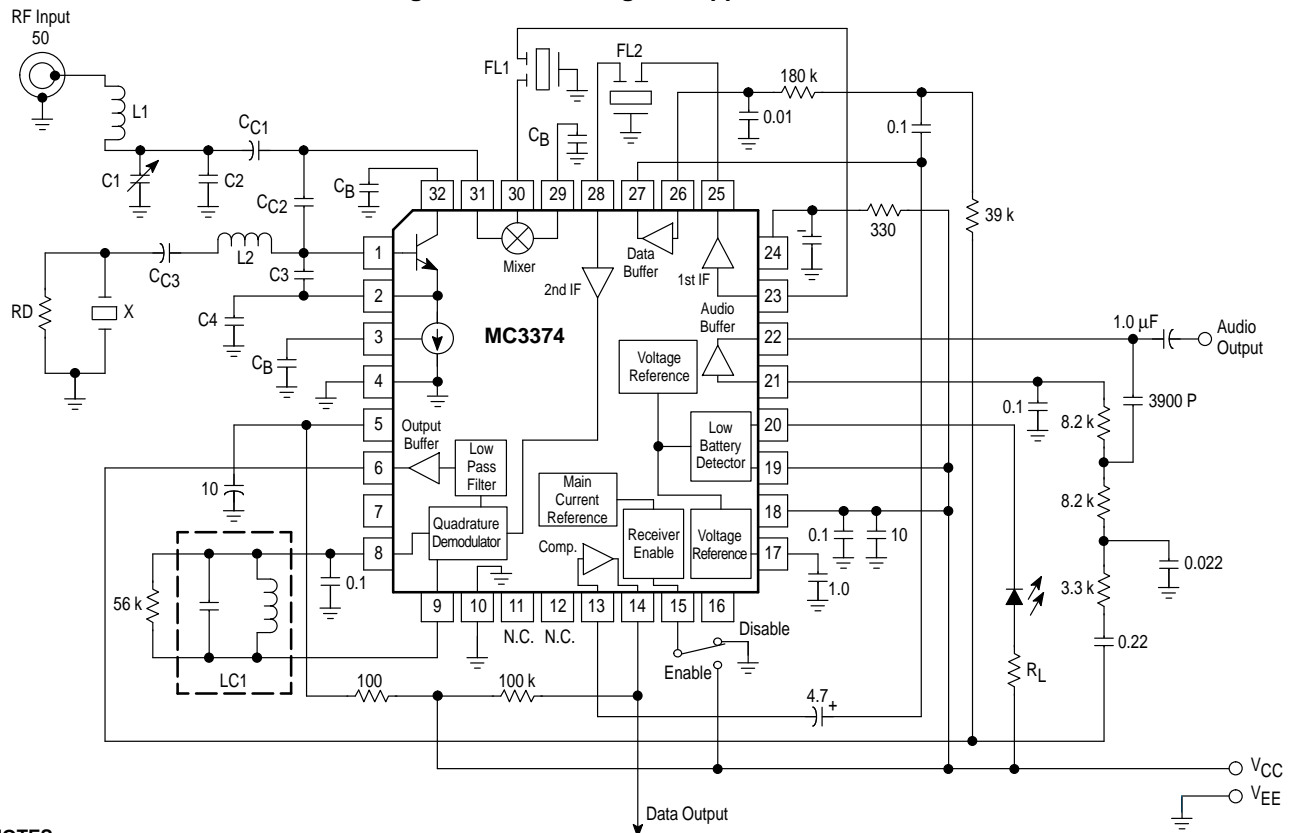 RF Input
50
L1
CC1
C1
C2
CC2
CB
FL1
FL2
CB
180 k
0.01
0.1
39 k
32
31
30
29
28
27
26
25
330
24
23
22
21
20
19
18
17
1
2
3
4
5
6
7
8
CC3
L2
C3
C4
CB
RD
X
Mixer
2nd IF
Data
Buffer
1st IF
Audio
Buffer
MC3374
Voltage
Reference
Low
Battery
Detector
Output
Buffer
Low
Pass
Filter
Main
Current
Reference
Quadrature
Demodulator
Comp.
Receiver
Enable
Voltage
Reference
1.0 µF
Audio
Output
3900 P
0.1
8.2 k
8.2 k
0.022
3.3 k
0.22
0.1
10
1.0
10
56 k
0.1
LC1
9
10
11
12
13
14
15
16
N.C.
N.C.
Disable
Enable
RL
100
100 k
4.7
+
VCC
VEE
Data Output